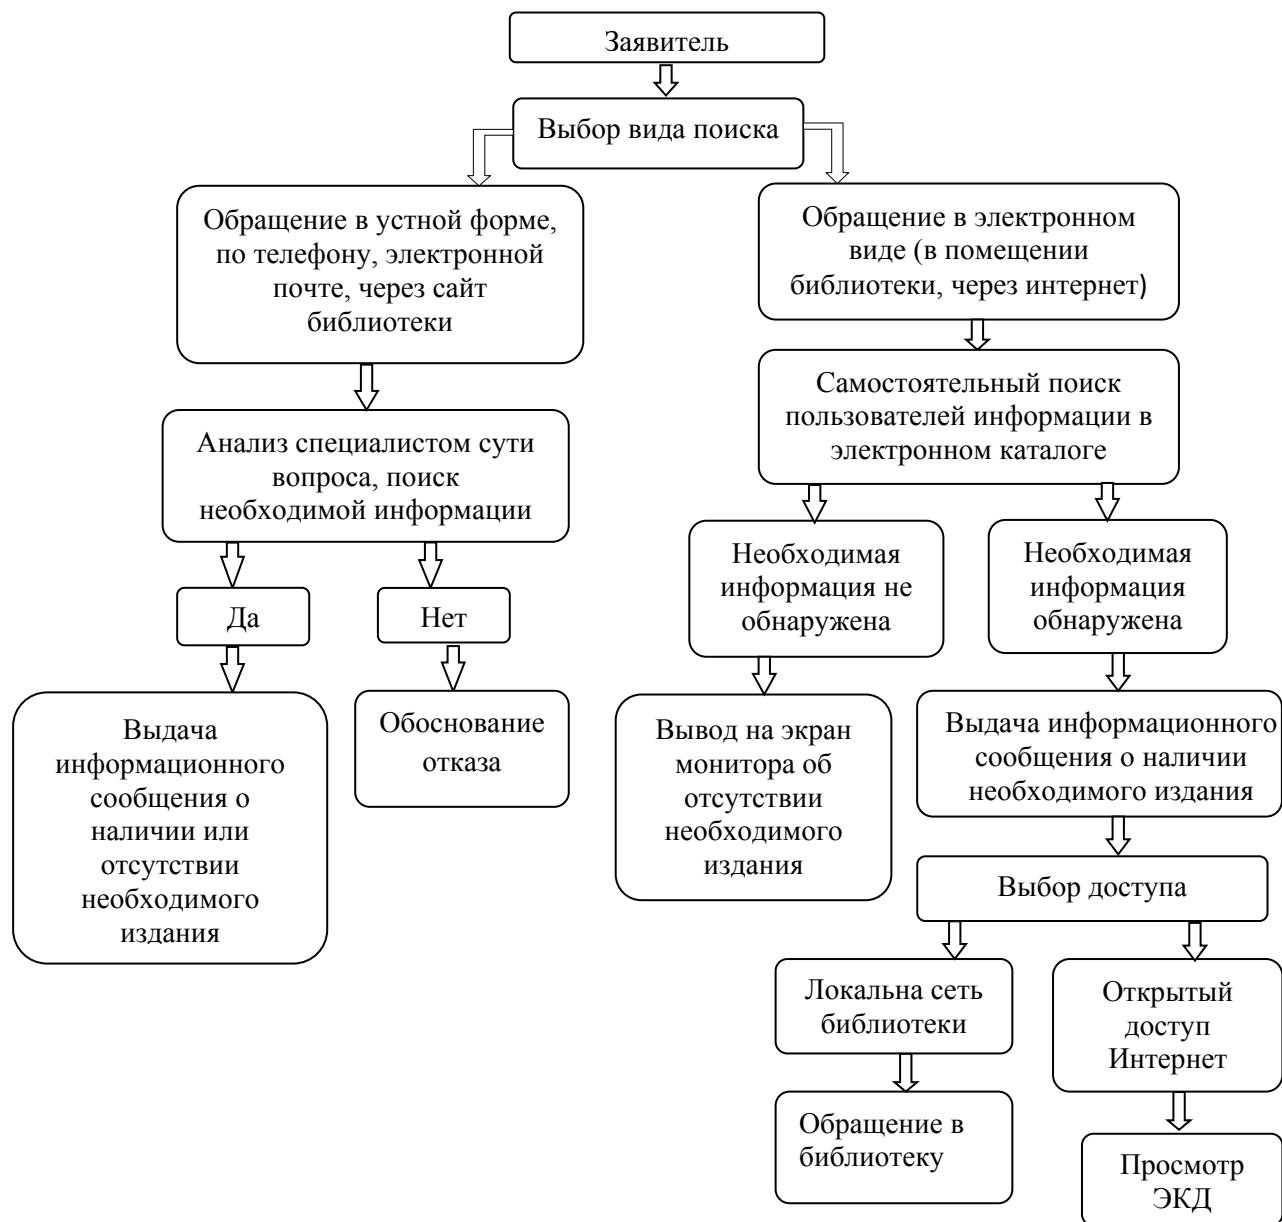 Заявитель
Выбор вида поиска
Обращение в устной форме,
по телефону, электронной
почте, через сайт
библиотеки
Обращение в электронном
виде (в помещении
библиотеки, через интернет)
Самостоятельный поиск
пользователей информации в
электронном каталоге
Анализ специалистом сути
вопроса, поиск
необходимой информации
Необходимая
информация не
обнаружена
Необходимая
информация
обнаружена
Да
Нет
Выдача
информационного
сообщения о
наличии или
отсутствии
необходимого
издания
Обоснование
отказа
Вывод на экран
монитора об
отсутствии
необходимого
издания
Выдача информационного
сообщения о наличии
необходимого издания
Выбор доступа
Локальна сеть
библиотеки
Открытый
доступ
Интернет
Обращение в
библиотеку
Просмотр
ЭКД